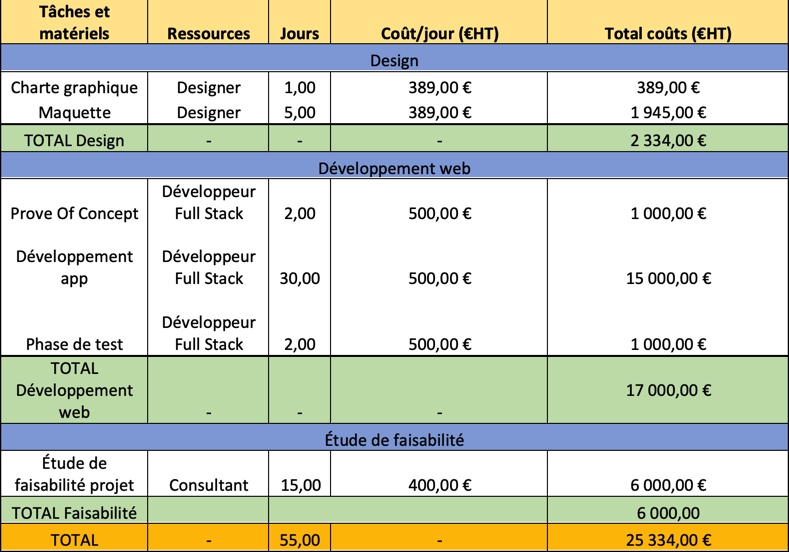 Tâches et matériels Ressources Jours Coût/jour (€HT) Total coûts (€HT)
Design
Charte graphique Designer 1,00 389,00 € 389,00 €
Maquette Designer 5,00 389,00 € 1 945,00 €
TOTAL Design - - - 2 334,00 €
Développement web
Prove Of Concept Développeur Full Stack 2,00 500,00 € 1 000,00 €
Développement app Développeur Full Stack 30,00 500,00 € 15 000,00 €
Phase de test Développeur Full Stack 2,00 500,00 € 1 000,00 €
TOTAL Développement web - - - 17 000,00 €
Étude de faisabilité
Étude de faisabilité projet Consultant 15,00 400,00 € 6 000,00 €
TOTAL Faisabilité 6 000,00
TOTAL - 55,00 - 25 334,00 €